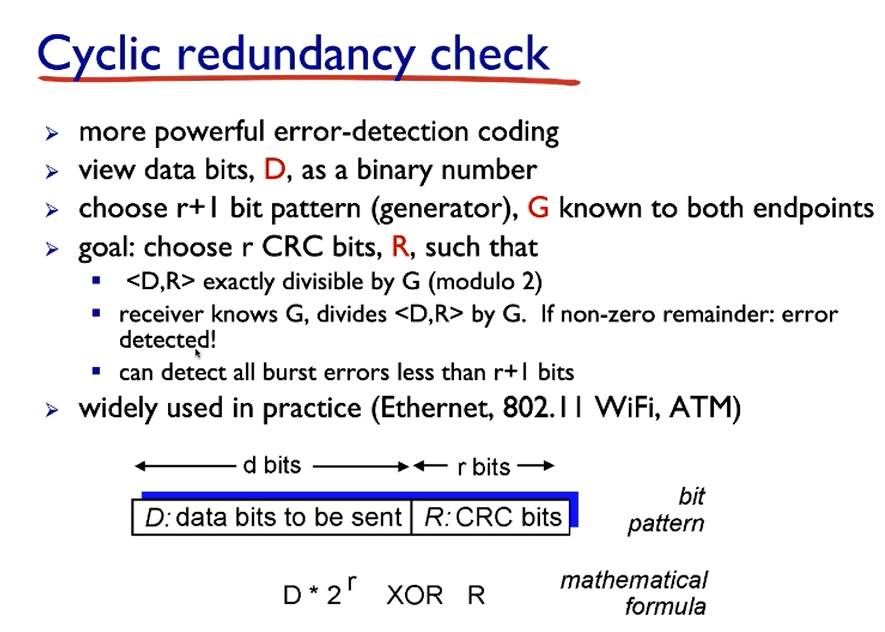 Cyclic redundancy check
more powerful error-detection coding
view data bits, D, as a binary number
choose r+1 bit pattern (generator), G known to both endpoints
goal: choose r CRC bits, R, such that
<D,R> exactly divisible by G (modulo 2)
receiver knows G, divides <D,R> by G. If non-zero remainder: error
detected!
can detect all burst errors less than r+1 bits
widely used in practice (Ethernet, 802.11 WiFi, ATM)
d bits
r bits
D: data bits to be sent
R: CRC bits
bit
pattern
D * 2^r XOR R
mathematical
formula